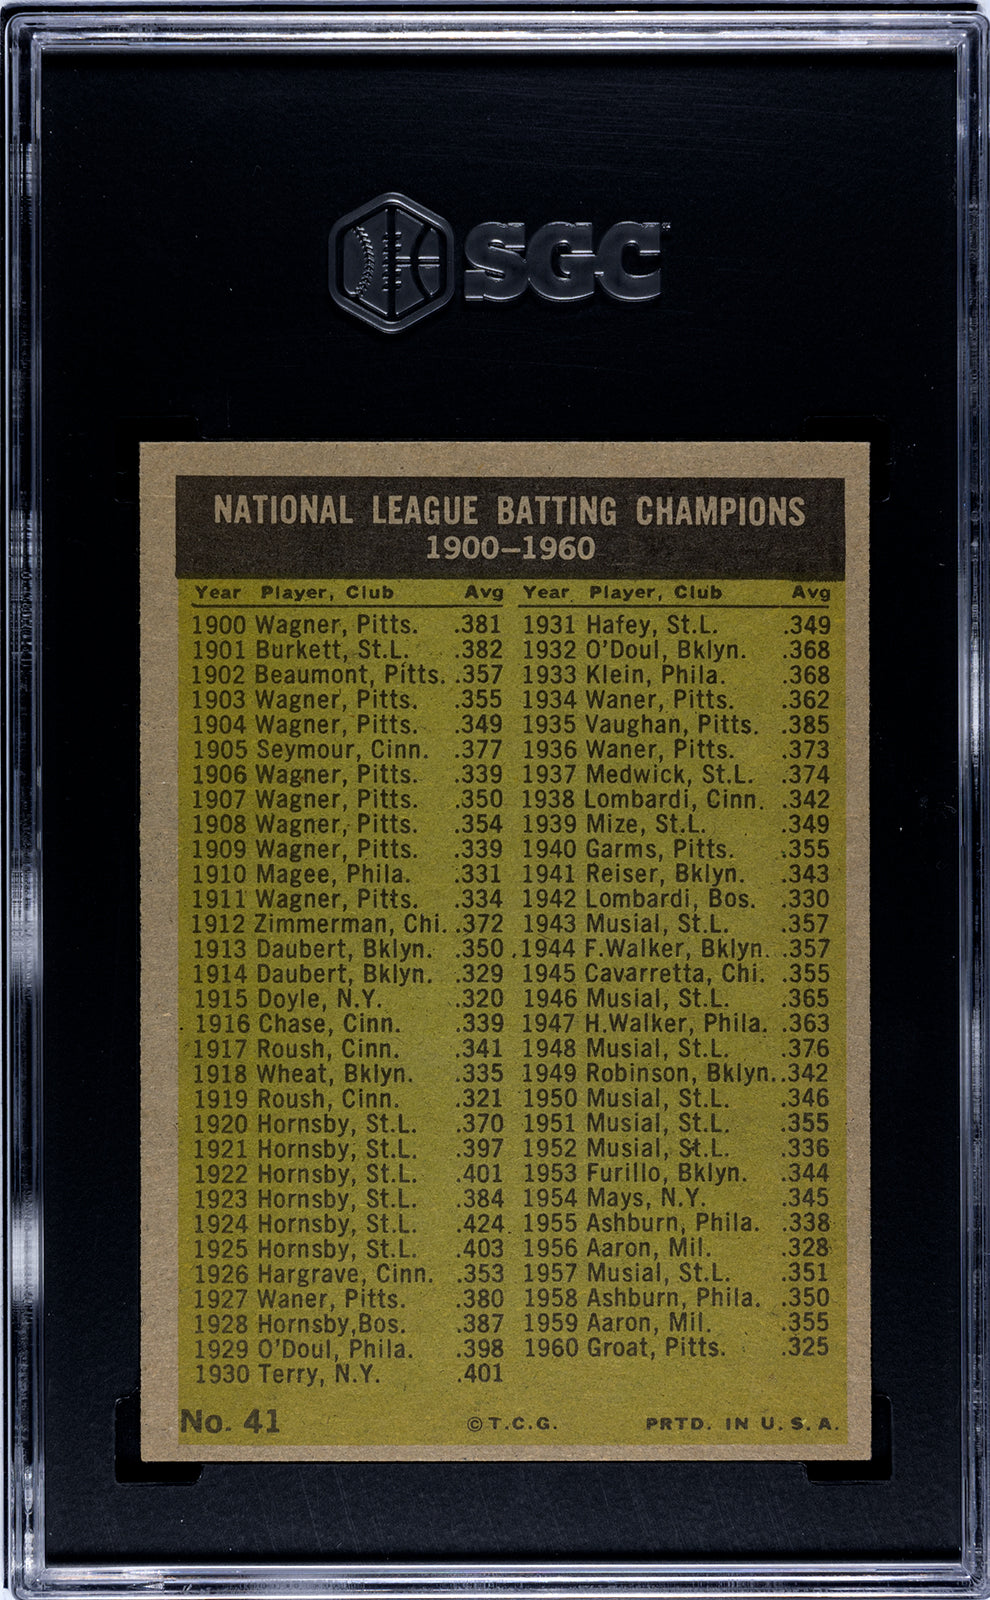 SGC
NATIONAL LEAGUE BATTING CHAMPIONS
1900–1960
Year Player, Club Avg Year Player, Club Avg
1900 Wagner, Pitts. .381 1931 Hafey, St.L. .349
1901 Burkett, St.L. .382 1932 O'Doul, Bklyn. .368
1902 Beaumont, Pitts. .357 1933 Klein, Phila. .368
1903 Wagner, Pitts. .355 1934 Waner, Pitts. .362
1904 Wagner, Pitts. .349 1935 Vaughan, Pitts. .385
1905 Seymour, Cinn. .377 1936 Waner, Pitts. .373
1906 Wagner, Pitts. .339 1937 Medwick, St.L. .374
1907 Wagner, Pitts. .350 1938 Lombardi, Cinn. .342
1908 Wagner, Pitts. .354 1939 Mize, St.L. .349
1909 Wagner, Pitts. .339 1940 Garms, Pitts. .355
1910 Magee, Phila. .331 1941 Reiser, Bklyn. .343
1911 Wagner, Pitts. .334 1942 Lombardi, Bos. .330
1912 Zimmerman, Chi. .372 1943 Musial, St.L. .357
1913 Daubert, Bklyn. .350 1944 F.Walker, Bklyn. .357
1914 Daubert, Bklyn. .329 1945 Cavarretta, Chi. .355
1915 Doyle, N.Y. .320 1946 Musial, St.L. .365
1916 Chase, Cinn. .339 1947 H.Walker, Phila. .363
1917 Roush, Cinn. .341 1948 Musial, St.L. .376
1918 Wheat, Bklyn. .335 1949 Robinson, Bklyn. .342
1919 Roush, Cinn. .321 1950 Musial, St.L. .346
1920 Hornsby, St.L. .370 1951 Musial, St.L. .355
1921 Hornsby, St.L. .397 1952 Musial, St.L. .336
1922 Hornsby, St.L. .401 1953 Furillo, Bklyn. .344
1923 Hornsby, St.L. .384 1954 Mays, N.Y. .345
1924 Hornsby, St.L. .424 1955 Ashburn, Phila. .338
1925 Hornsby, St.L. .403 1956 Aaron, Mil. .328
1926 Hargrave, Cinn. .353 1957 Musial, St.L. .351
1927 Waner, Pitts. .380 1958 Ashburn, Phila. .350
1928 Hornsby,Bos. .387 1959 Aaron, Mil. .355
1929 O'Doul, Phila. .398 1960 Groat, Pitts. .325
1930 Terry, N.Y. .401
No. 41 ©T.C.G. PRTD. IN U.S.A.